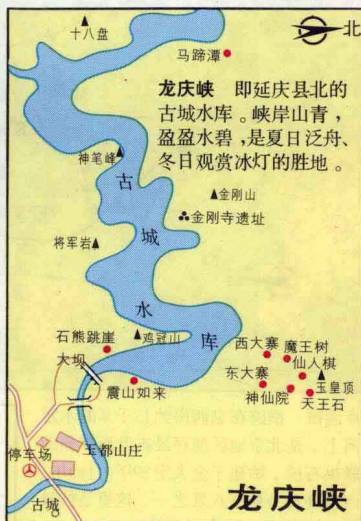 北
十八盘
马蹄潭
龙庆峡 即延庆县北的
古城水库。峡岸山青，
盈盈水碧，是夏日泛舟、
冬日观赏冰灯的胜地。
神笔峰
古
城
水
库
金刚山
金刚寺遗址
将军岩
石熊跳崖
鸡冠山
大坝
震山如来
西大寨
魔王树
仙人棋
东大寨
玉皇顶
神仙院
天王石
停车场
玉都山庄
古城
龙庆峡